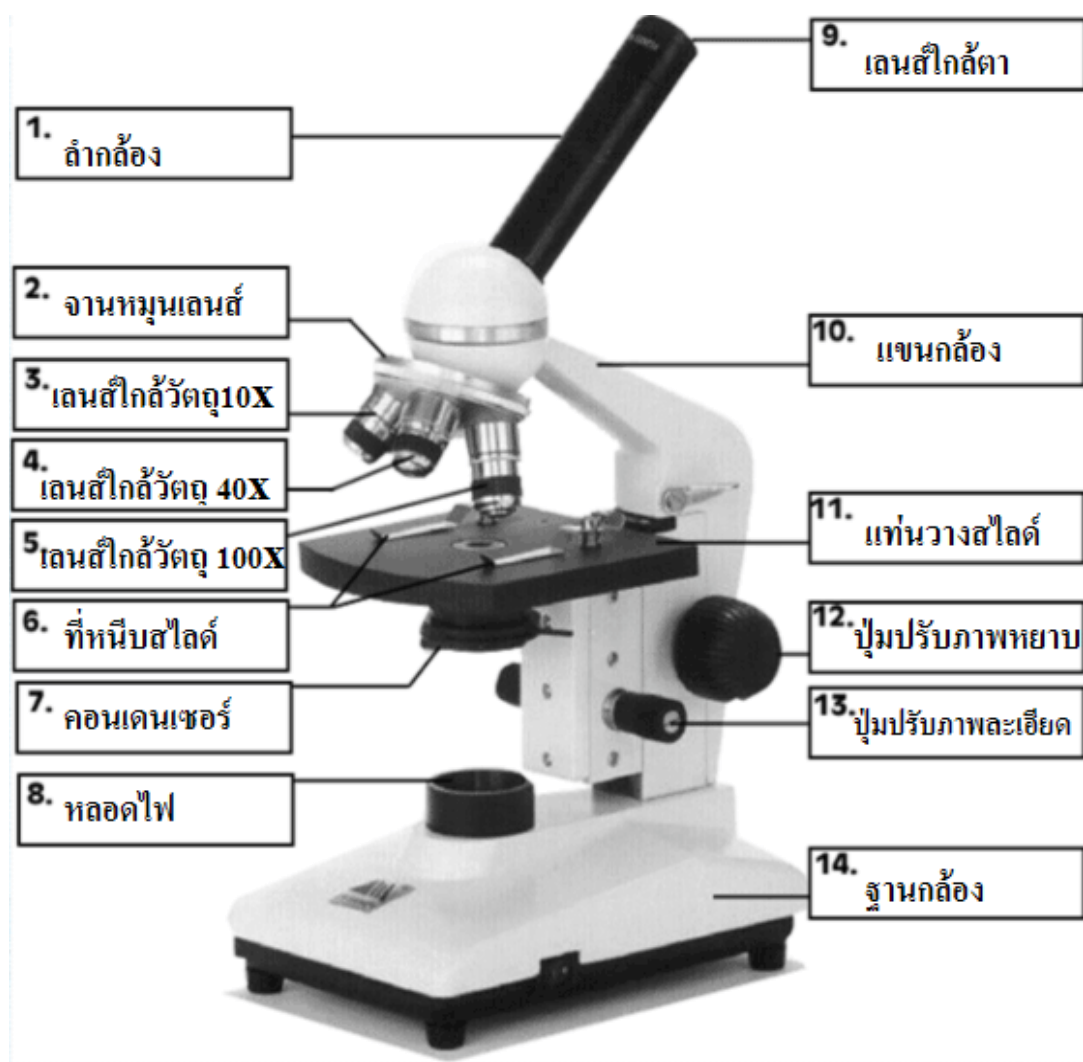 1.
ลำกล้อง
2. จานหมุนเลนส์
3. เลนส์ใกล้วัตถุ10X
4.
เลนส์ใกล้วัตถุ 40X
5. เลนส์ใกล้วัตถุ 100X
6. ที่หนีบสไลด์
7. คอนเดนเซอร์
8. หลอดไฟ
9.
เลนส์ใกล้ตา
10.
แขนกล้อง
11.
แท่นวางสไลด์
12. ปุ่มปรับภาพหยาบ
13. ปุ่มปรับภาพละเอียด
14.
ฐานกล้อง